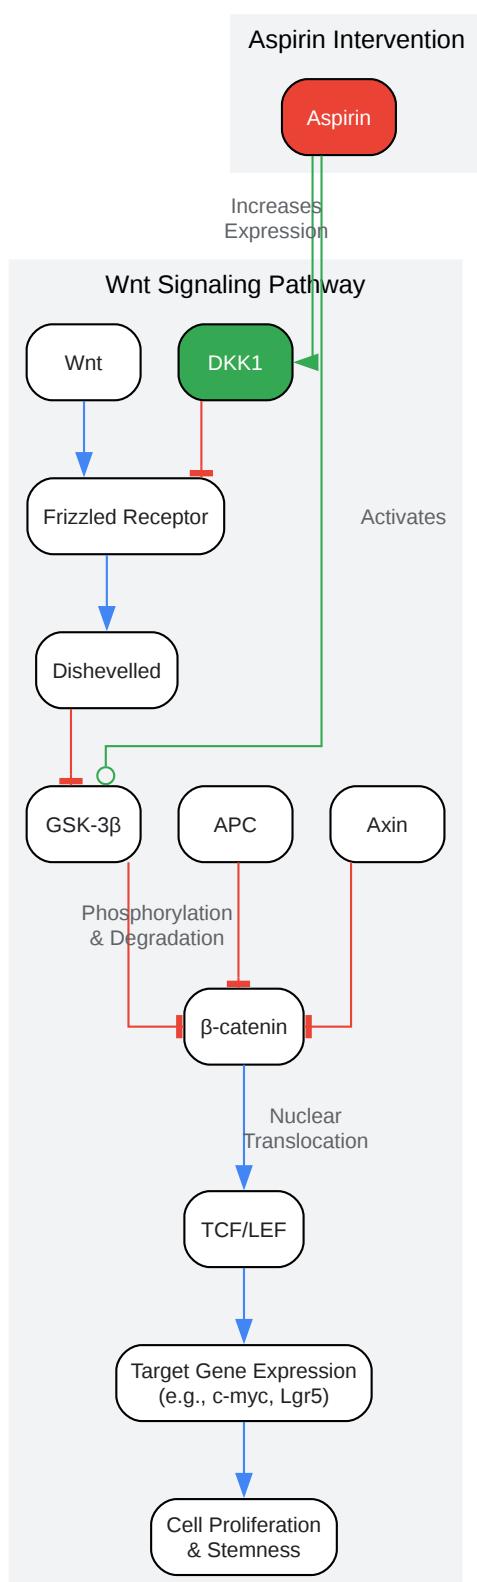 Aspirin Intervention
Aspirin
Increases
Expression
Wnt Signaling Pathway
Wnt
DKK1
Frizzled Receptor
Activates
Dishevelled
GSK-3β
APC
Axin
Phosphorylation
& Degradation
β-catenin
Nuclear
Translocation
TCF/LEF
Target Gene Expression
(e.g., c-myc, Lgr5)
Cell Proliferation
& Stemness